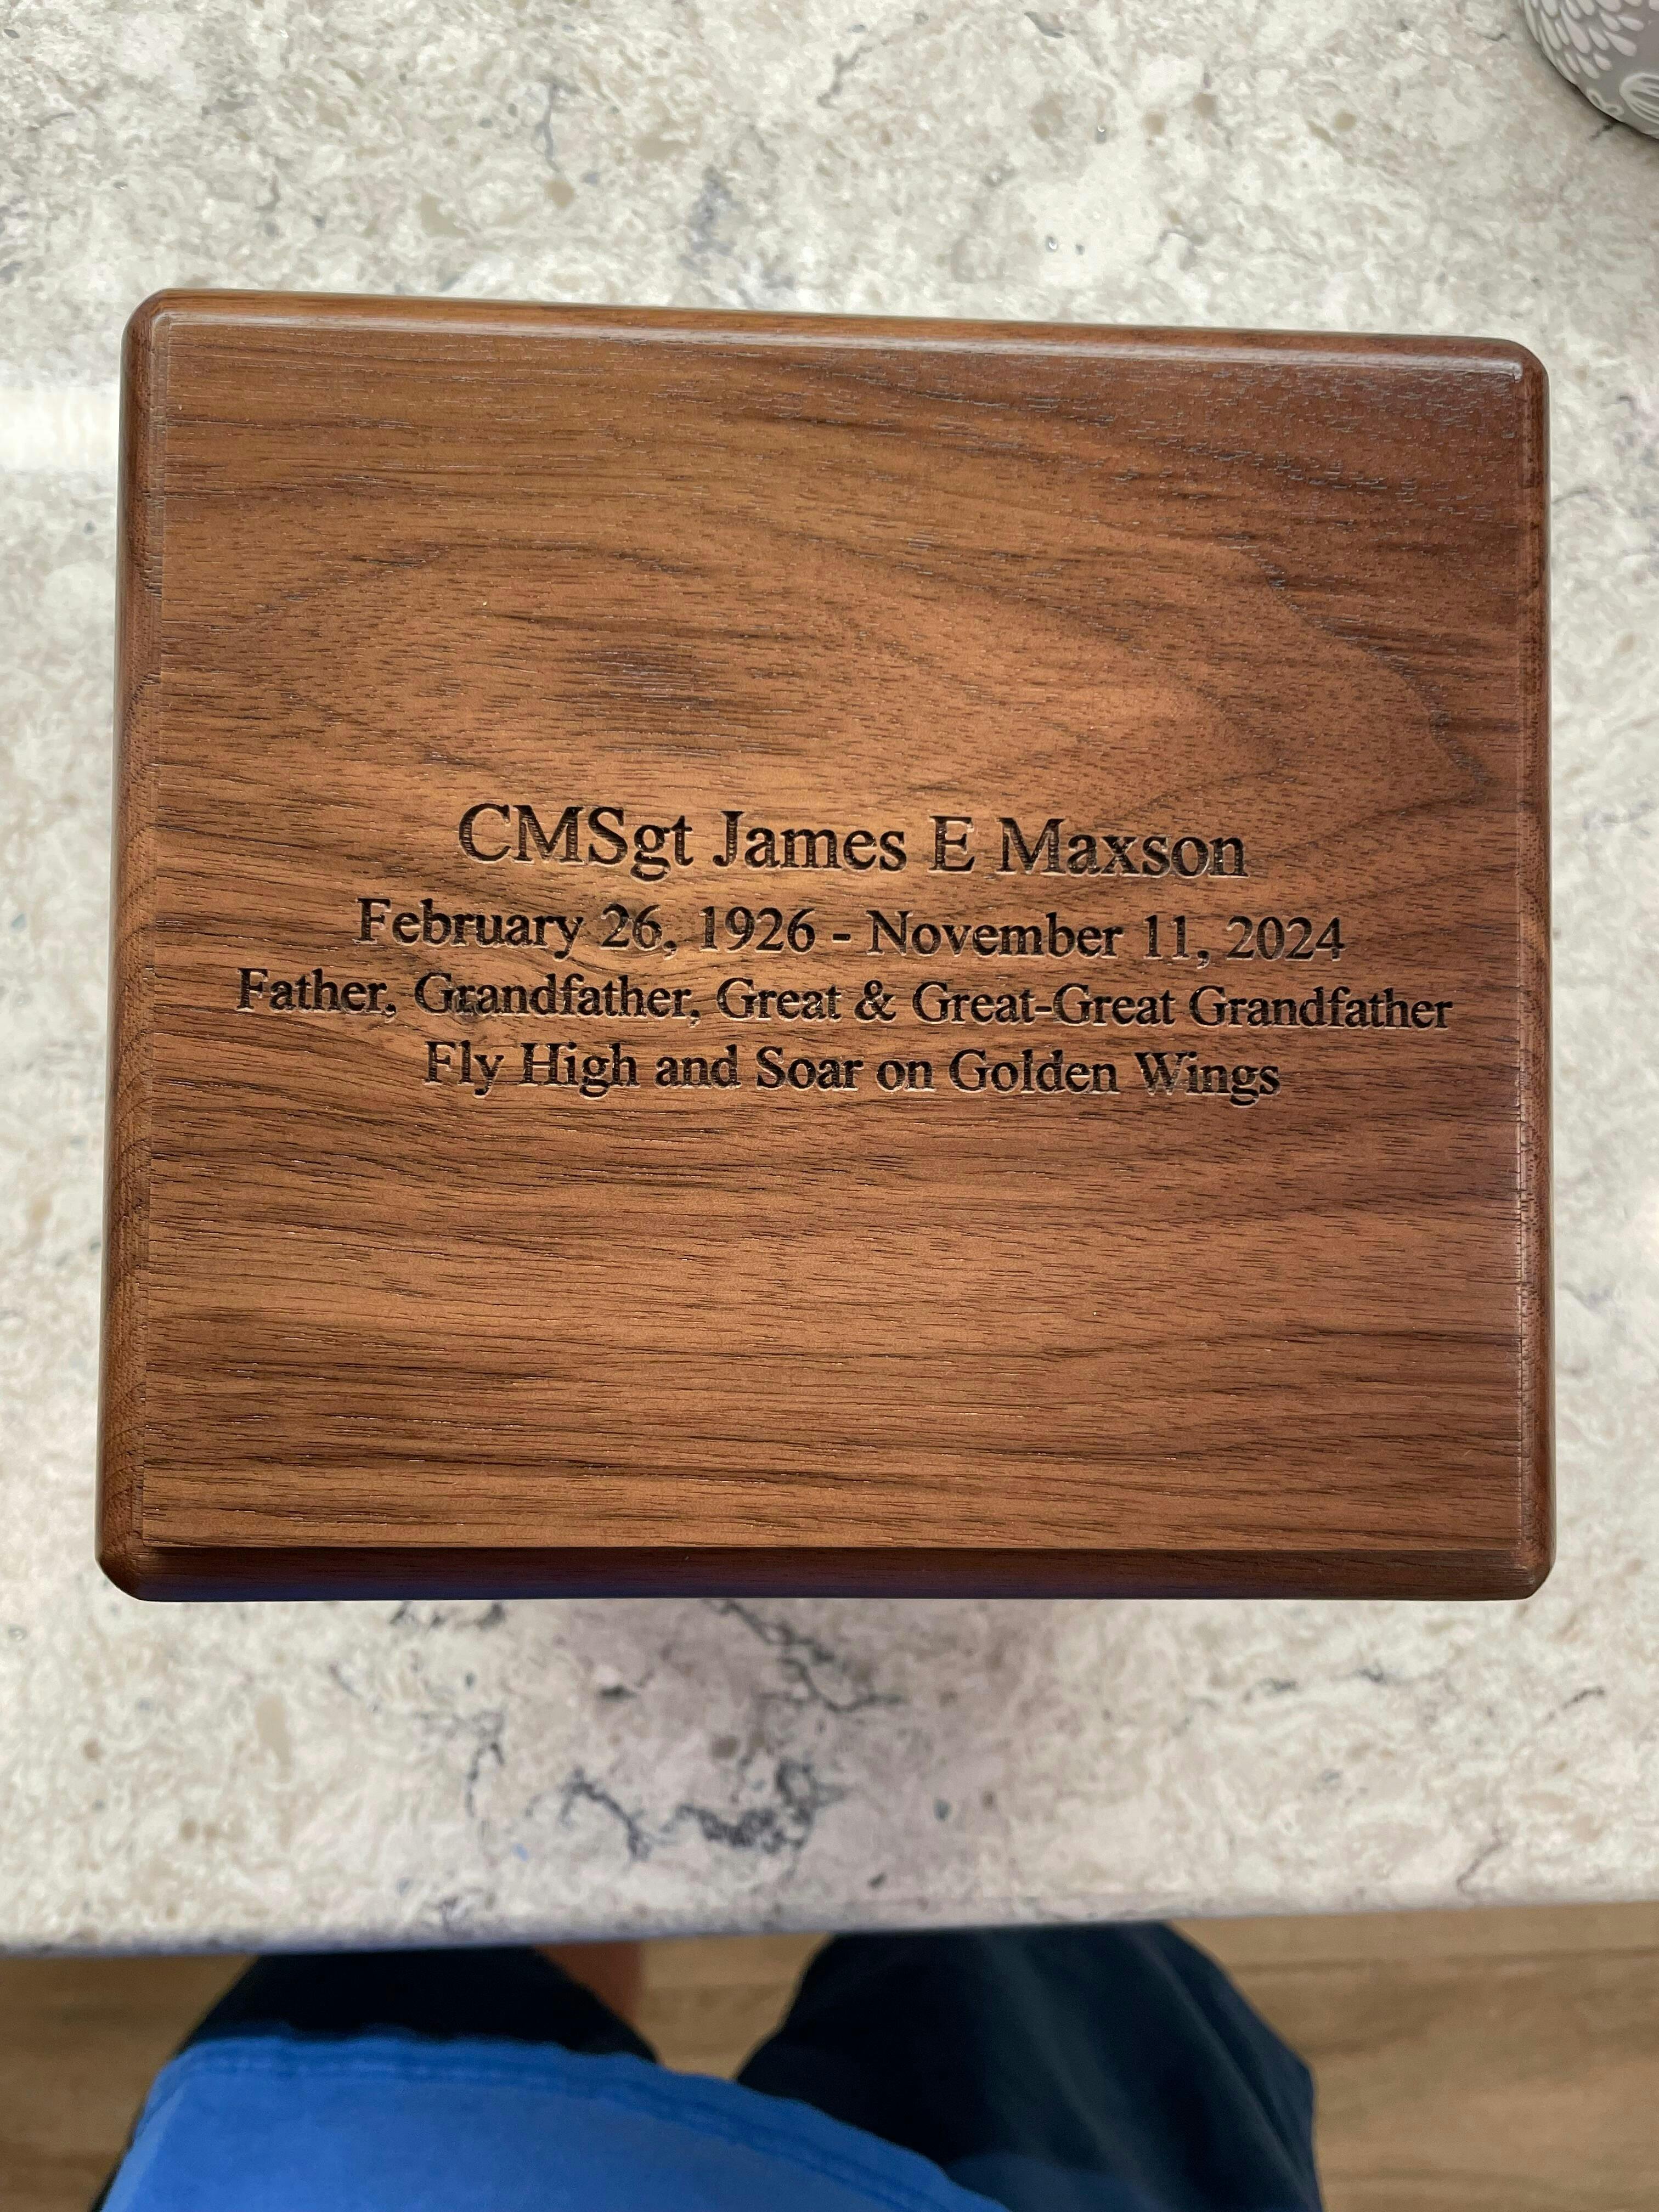 CMSgt James E Maxson
February 26, 1926 - November 11, 2024
Father, Grandfather, Great & Great-Great Grandfather
Fly High and Soar on Golden Wings